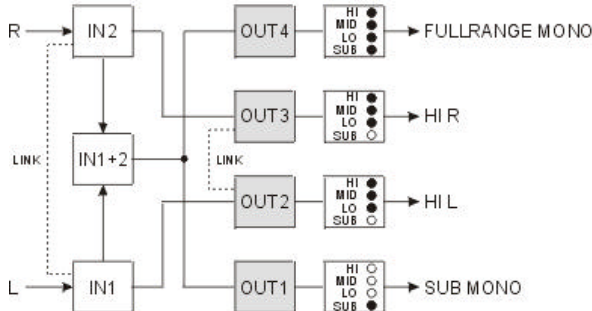 R
IN2
OUT4
HI
MID
LO
SUB
FULLRANGE MONO
OUT3
HI
MID
LO
SUB
HI R
LINK
IN1+2
LINK
OUT2
HI
MID
LO
SUB
HI L
L
IN1
OUT1
HI
MID
LO
SUB
SUB MONO